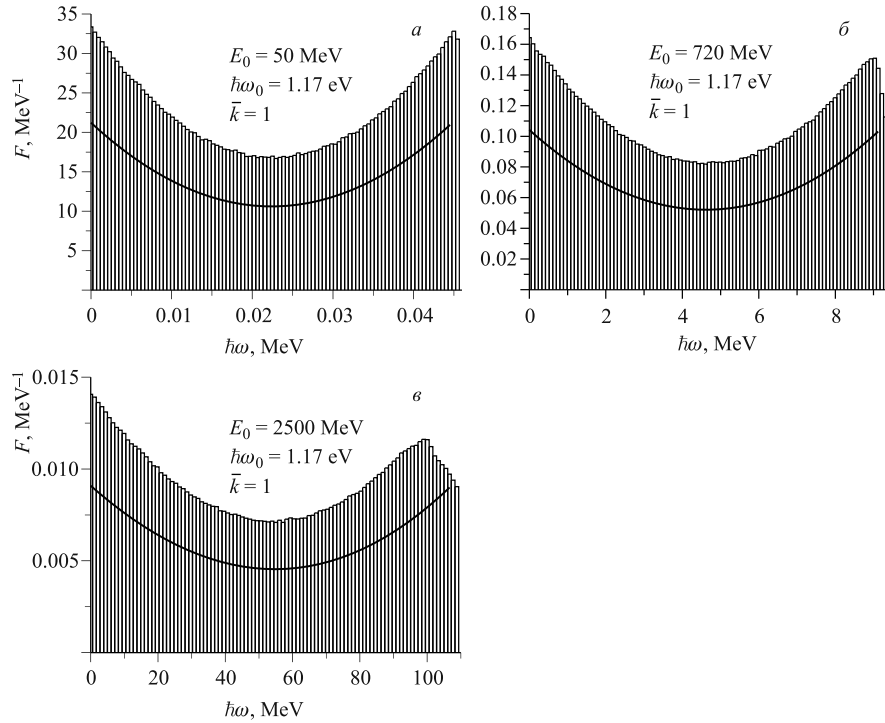 а
E₀ = 50 MeV
ħω₀ = 1.17 eV
k̄ = 1
F, MeV⁻¹
35
30
25
20
15
10
5
0
0.01
0.02
0.03
0.04
ħω, MeV
б
E₀ = 720 MeV
ħω₀ = 1.17 eV
k̄ = 1
F, MeV⁻¹
0.18
0.16
0.14
0.12
0.10
0.08
0.06
0.04
0.02
0
2
4
6
8
ħω, MeV
в
E₀ = 2500 MeV
ħω₀ = 1.17 eV
k̄ = 1
F, MeV⁻¹
0.015
0.010
0.005
0
20
40
60
80
100
ħω, MeV